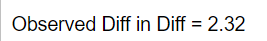 Observed Diff in Diff = 2.32